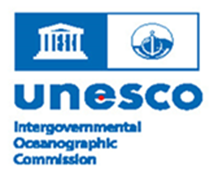 unesco
Intergovernmental
Oceanographic
Commission